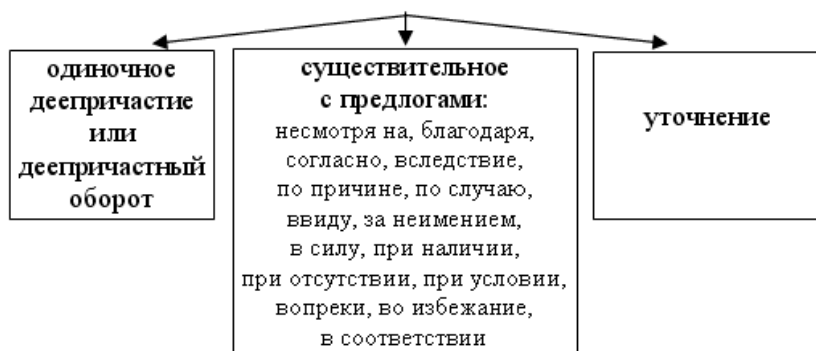 одиночное
деепричастие
или
деепричастный
оборот
существительное
с предлогами:
несмотря на, благодаря,
согласно, вследствие,
по причине, по случаю,
ввиду, за неимением,
в силу, при наличии,
при отсутствии, при условии,
вопреки, во избежание,
в соответствии
уточнение